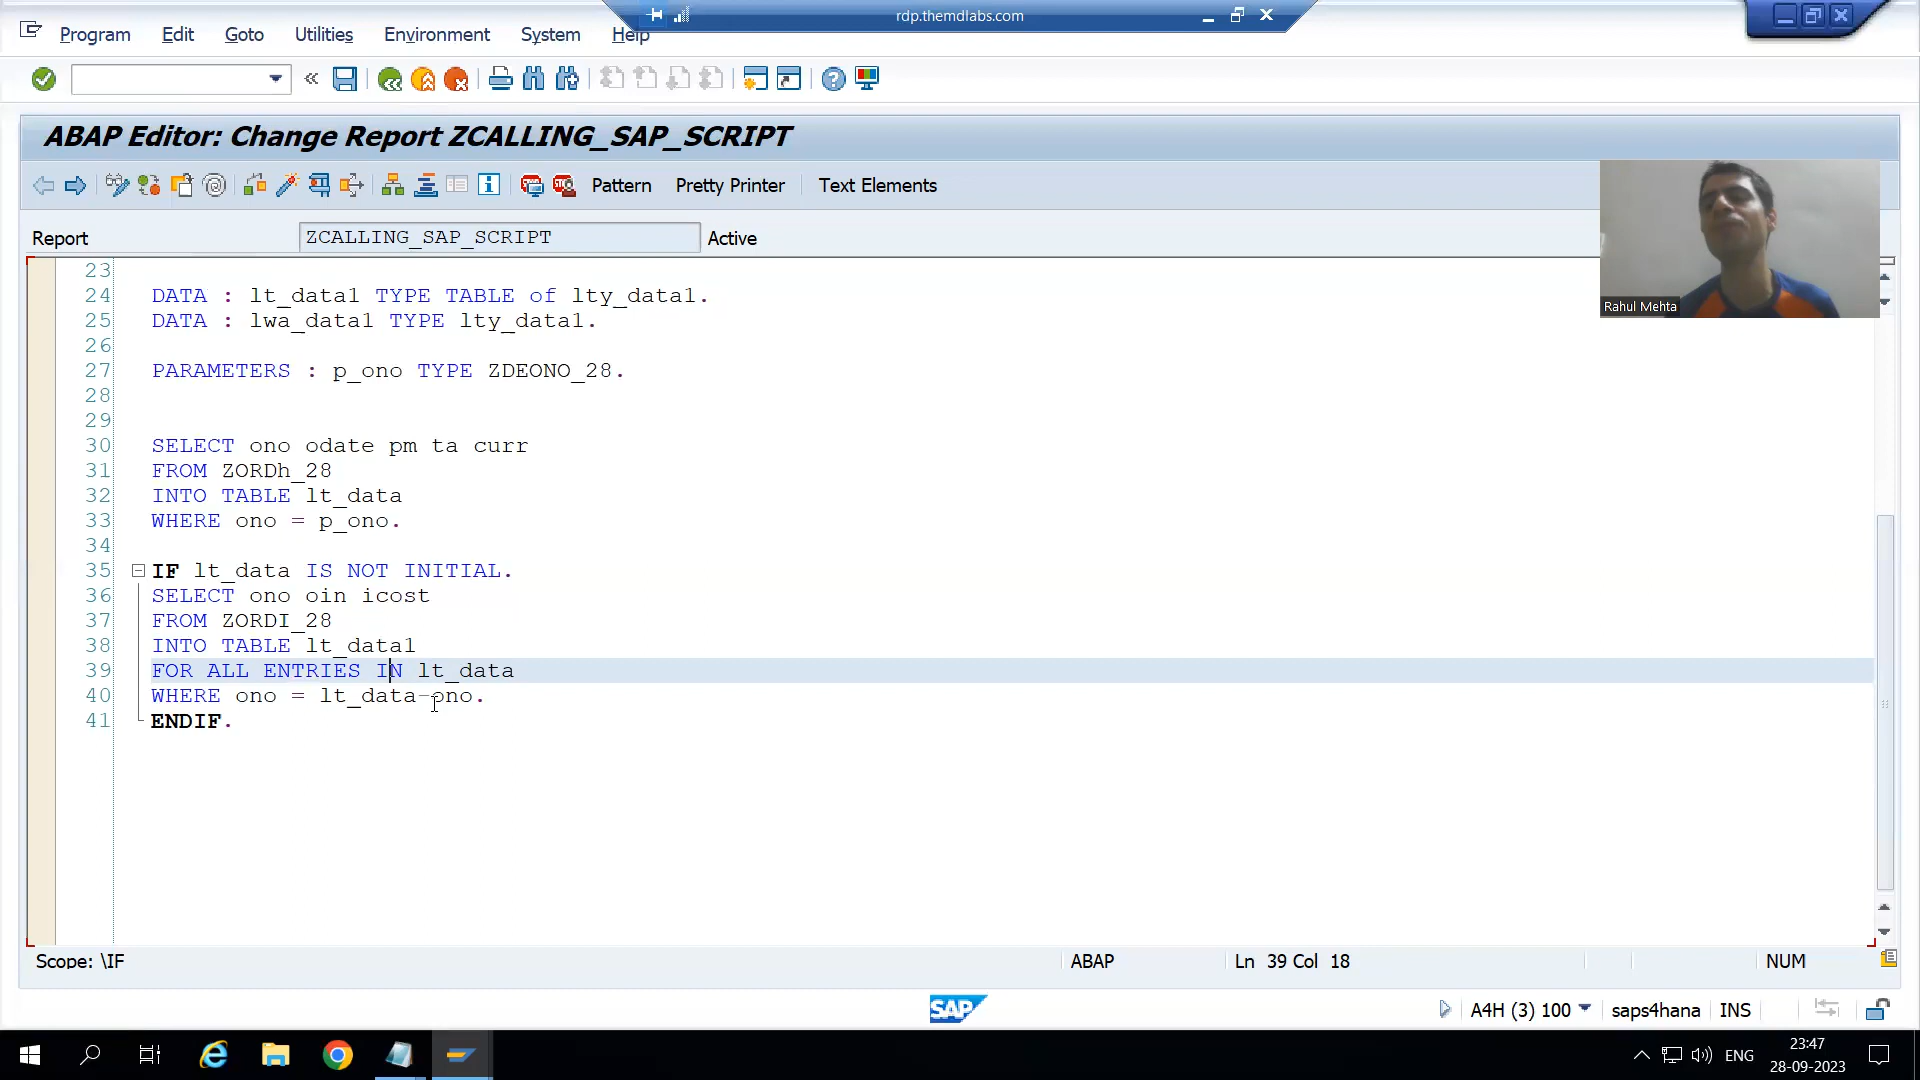 rdp.themdlabs.com
Program Edit Goto Utilities Environment System Help
ABAP Editor: Change Report ZCALLING_SAP_SCRIPT
Pattern Pretty Printer Text Elements
Report ZCALLING_SAP_SCRIPT Active
Rahul Mehta
23
24 DATA : lt_data1 TYPE TABLE of lty_data1.
25 DATA : lwa_data1 TYPE lty_data1.
26
27 PARAMETERS : p_ono TYPE ZDEONO_28.
28
29
30 SELECT ono odate pm ta curr
31 FROM ZORDh_28
32 INTO TABLE lt_data
33 WHERE ono = p_ono.
34
35 IF lt_data IS NOT INITIAL.
36 SELECT ono oin icost
37 FROM ZORDI_28
38 INTO TABLE lt_data1
39 FOR ALL ENTRIES IN lt_data
40 WHERE ono = lt_data-ono.
41 ENDIF.
Scope: \IF ABAP Ln 39 Col 18 NUM
SAP A4H (3) 100 saps4hana INS
ENG 23:47
28-09-2023